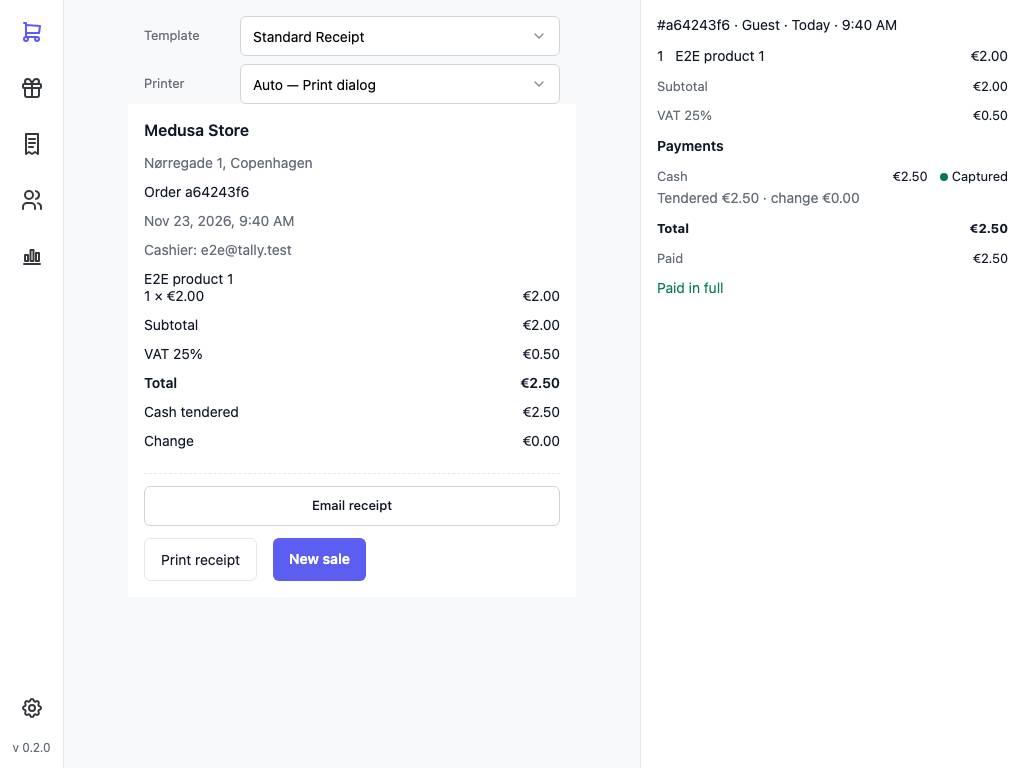 Template
Standard Receipt
Printer
Auto — Print dialog
Medusa Store
Nørregade 1, Copenhagen
Order a64243f6
Nov 23, 2026, 9:40 AM
Cashier: e2e@tally.test
E2E product 1
1 × €2.00 €2.00
Subtotal €2.00
VAT 25% €0.50
Total €2.50
Cash tendered €2.50
Change €0.00
Email receipt
Print receipt
New sale
v 0.2.0
#a64243f6 · Guest · Today · 9:40 AM
1 E2E product 1 €2.00
Subtotal €2.00
VAT 25% €0.50
Payments
Cash €2.50 Captured
Tendered €2.50 · change €0.00
Total €2.50
Paid €2.50
Paid in full